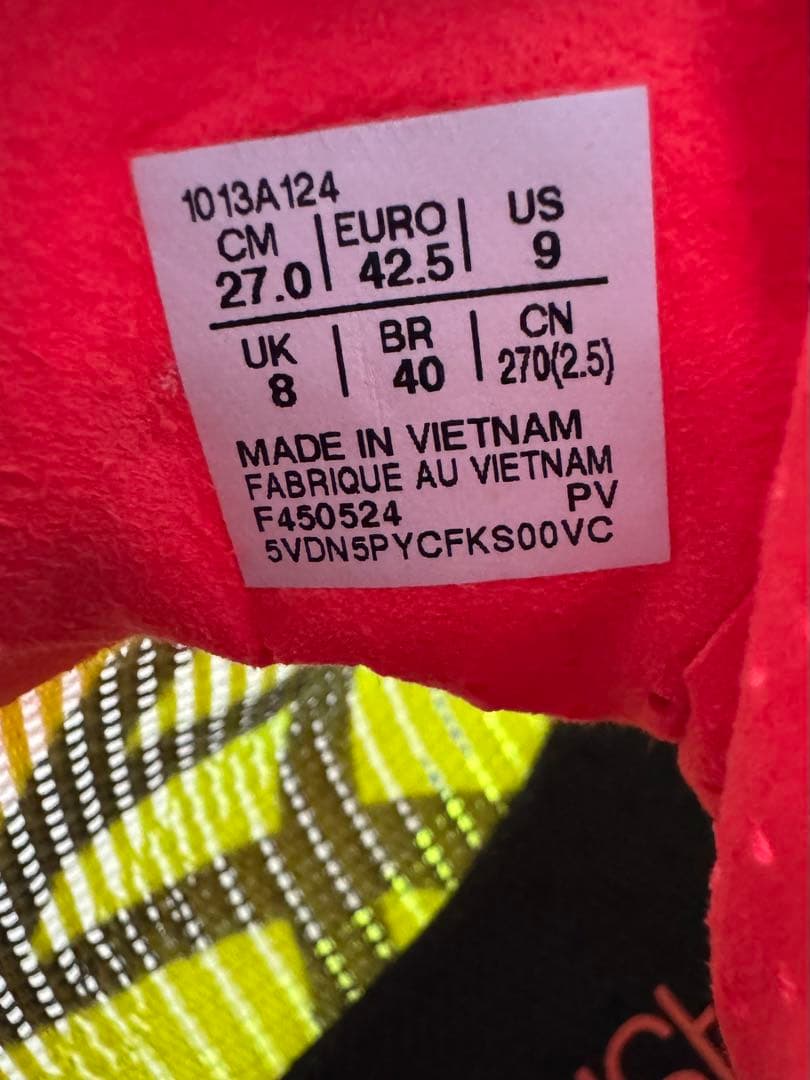 1013A124
CM | EURO | US
27.0 | 42.5 | 9
UK | BR | CN
8 | 40 | 270(2.5)
MADE IN VIETNAM
FABRIQUE AU VIETNAM
F450524 PV
5VDN5PYCFKS00VC